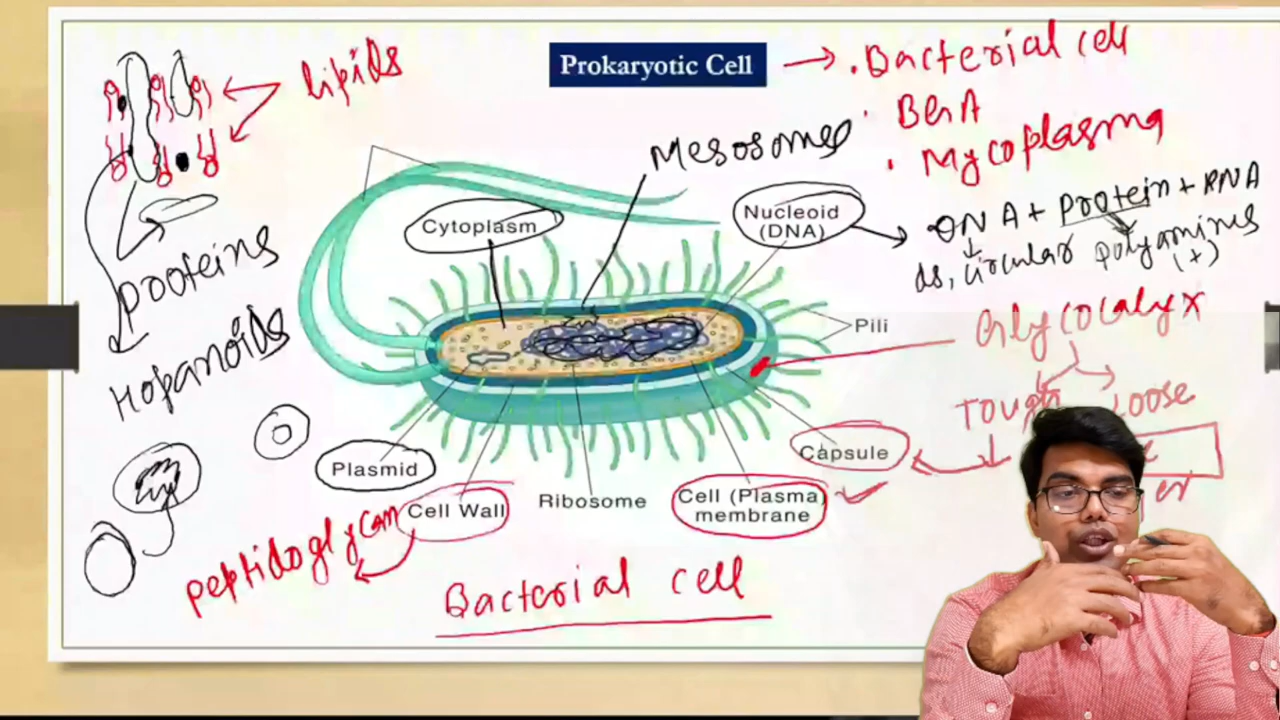 Prokaryotic Cell
→ . Bacterial cell
. BGA
. Mycoplasma
lipids
Mesosomes
Cytoplasm
Nucleoid
(DNA)
DNA + Protein + RNA
ds, circular polyamines
(+)
proteins
Hopanoids
Pili
Glycocalyx
Tough
Loose
Capsule
Plasmid
Cell Wall
Ribosome
Cell (Plasma)
membrane
er
peptidoglycan
Bacterial cell